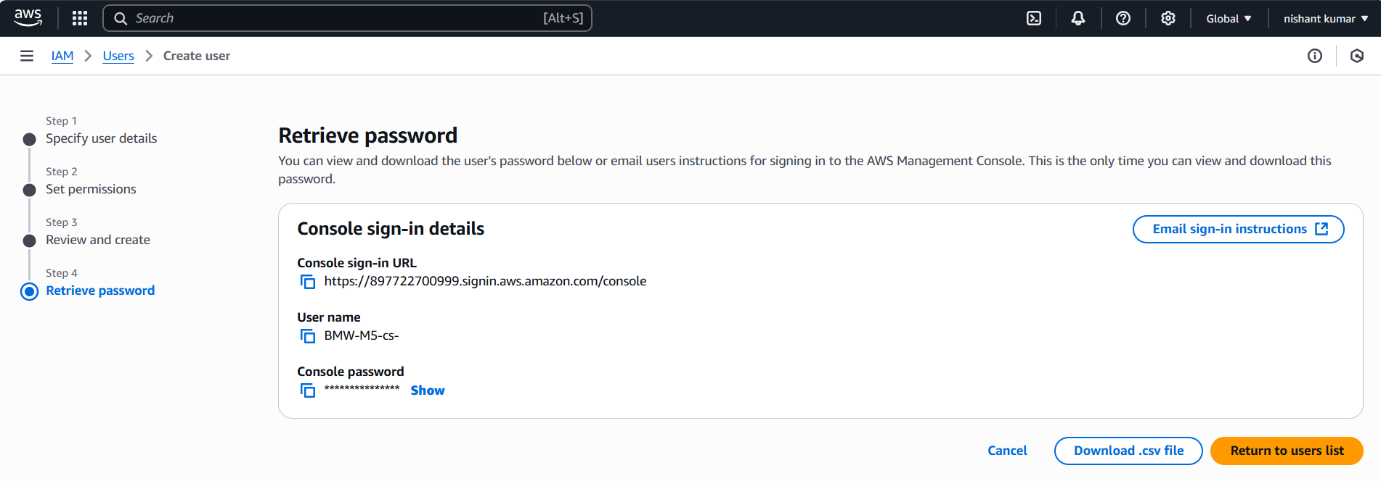 aws
Search [Alt+S] Global nishant kumar
IAM Users Create user
Step 1
Specify user details
Step 2
Set permissions
Step 3
Review and create
Step 4
Retrieve password
Retrieve password
You can view and download the user's password below or email users instructions for signing in to the AWS Management Console. This is the only time you can view and download this
password.
Console sign-in details
Email sign-in instructions
Console sign-in URL
https://897722700999.signin.aws.amazon.com/console
User name
BMW-M5-cs-
Console password
*************** Show
Cancel Download .csv file Return to users list